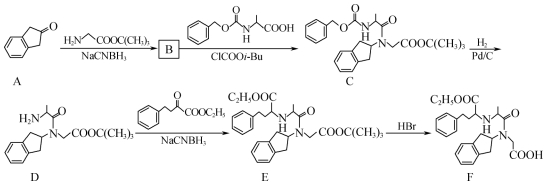 H₂N COOC(CH₃)₃
NaCNBH₃
B
O O N H COOH
ClCOOi-Bu
O O N H O N COOC(CH₃)₃
H₂
Pd/C
O
A
C
H₂N O N COOC(CH₃)₃
D
O COOC₂H₅
NaCNBH₃
C₂H₅OOC N H O N COOC(CH₃)₃
E
HBr
C₂H₅OOC N H O N COOH
F